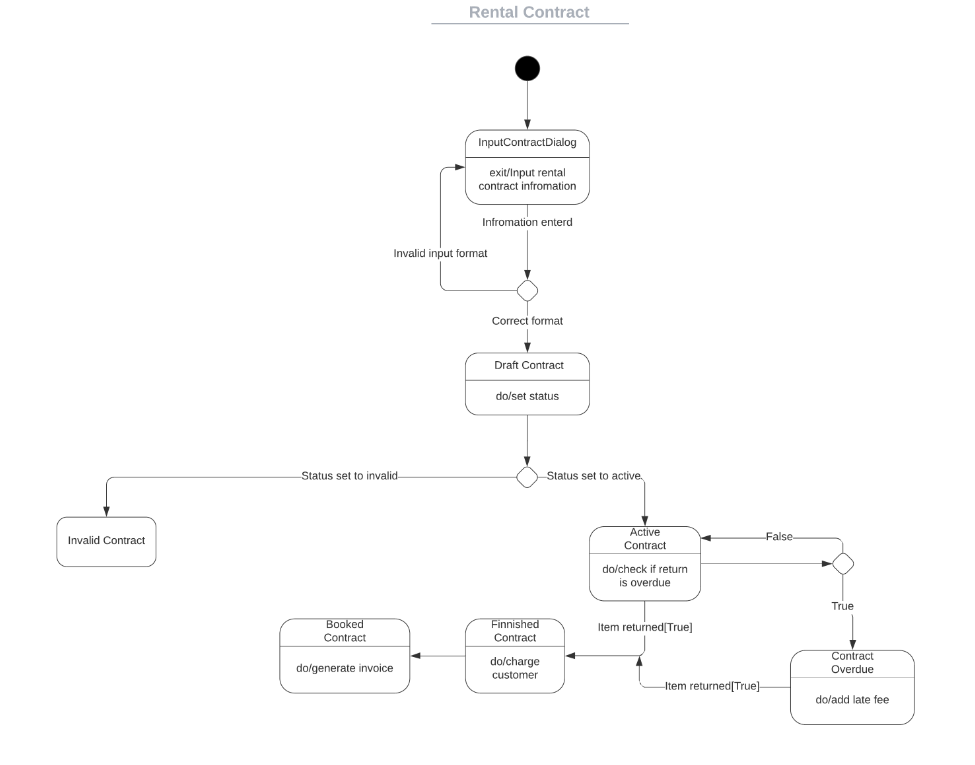 Rental Contract
InputContractDialog
exit/Input rental
contract infromation
Infromation enterd
Invalid input format
Correct format
Draft Contract
do/set status
Status set to invalid
Status set to active
Invalid Contract
Active
Contract
do/check if return
is overdue
False
True
Item returned[True]
Booked
Contract
do/generate invoice
Finnished
Contract
do/charge
customer
Contract
Overdue
do/add late fee
Item returned[True]